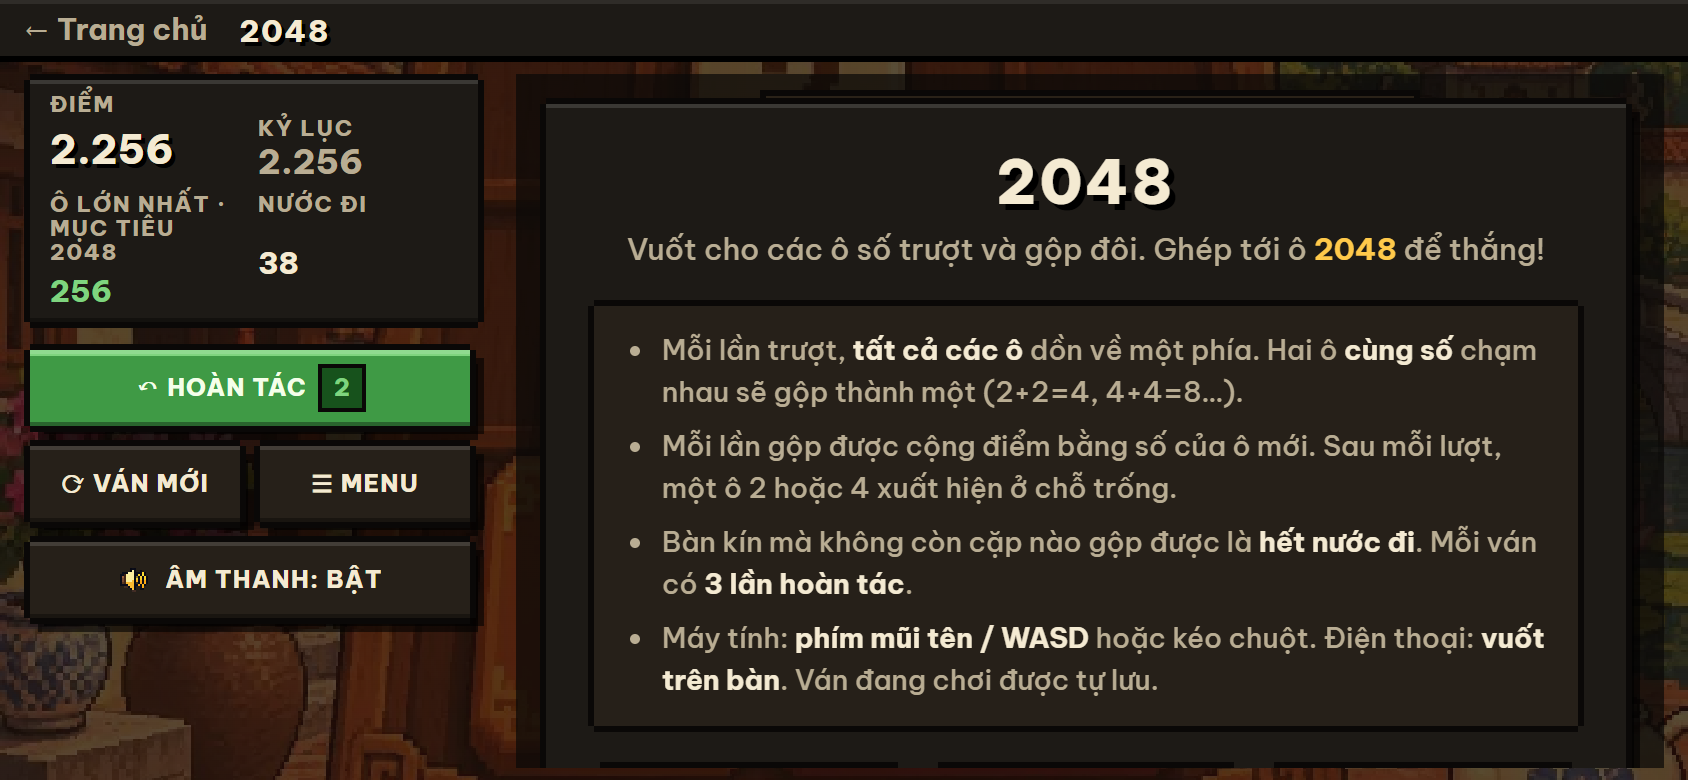 ← Trang chủ 2048
ĐIỂM
2.256
KỶ LỤC
2.256
Ô LỚN NHẤT ·
MỤC TIÊU
2048
256
NƯỚC ĐI
38
↶ HOÀN TÁC 2
⟳ VÁN MỚI
☰ MENU
🔊 ÂM THANH: BẬT
2048
Vuốt cho các ô số trượt và gộp đôi. Ghép tới ô 2048 để thắng!
• Mỗi lần trượt, tất cả các ô dồn về một phía. Hai ô cùng số chạm
nhau sẽ gộp thành một (2+2=4, 4+4=8...).
• Mỗi lần gộp được cộng điểm bằng số của ô mới. Sau mỗi lượt,
một ô 2 hoặc 4 xuất hiện ở chỗ trống.
• Bàn kín mà không còn cặp nào gộp được là hết nước đi. Mỗi ván
có 3 lần hoàn tác.
• Máy tính: phím mũi tên / WASD hoặc kéo chuột. Điện thoại: vuốt
trên bàn. Ván đang chơi được tự lưu.